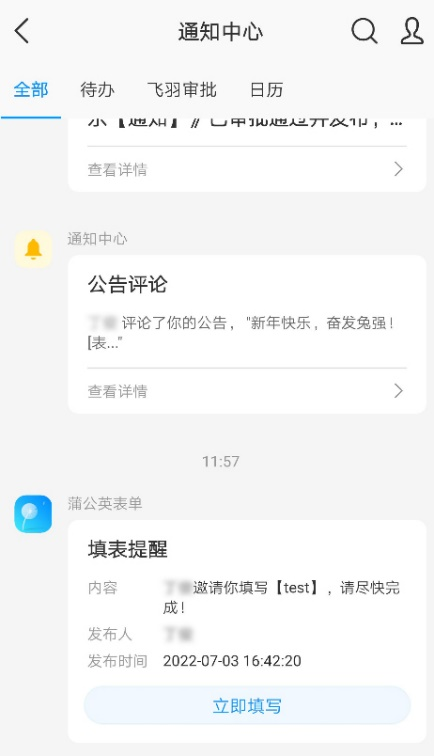 通知中心
全部 待办 飞羽审批 日历
示【通知】》已审批通过并发布，...
查看详情
通知中心
公告评论
评论了你的公告，"新年快乐，奋发兔强！
[表..."
查看详情
11:57
蒲公英表单
填表提醒
内容 邀请你填写【test】，请尽快完
成！
发布人
发布时间 2022-07-03 16:42:20
立即填写